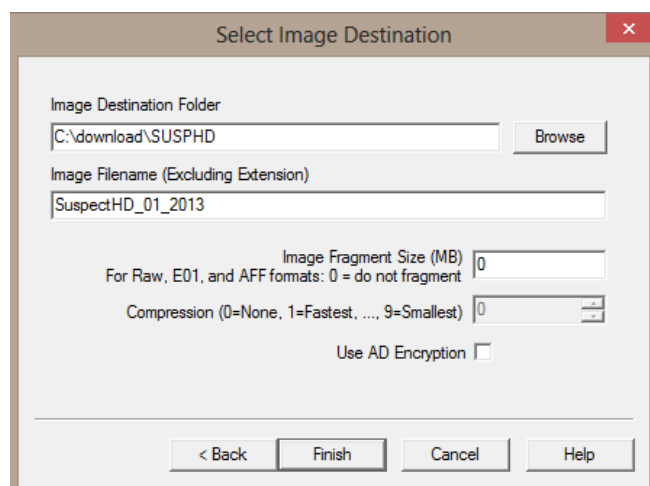 Select Image Destination
Image Destination Folder
C:\download\SUSPHD
Browse
Image Filename (Excluding Extension)
SuspectHD_01_2013
Image Fragment Size (MB)
For Raw, E01, and AFF formats: 0 = do not fragment
0
Compression (0=None, 1=Fastest, ..., 9=Smallest)
0
Use AD Encryption
< Back
Finish
Cancel
Help